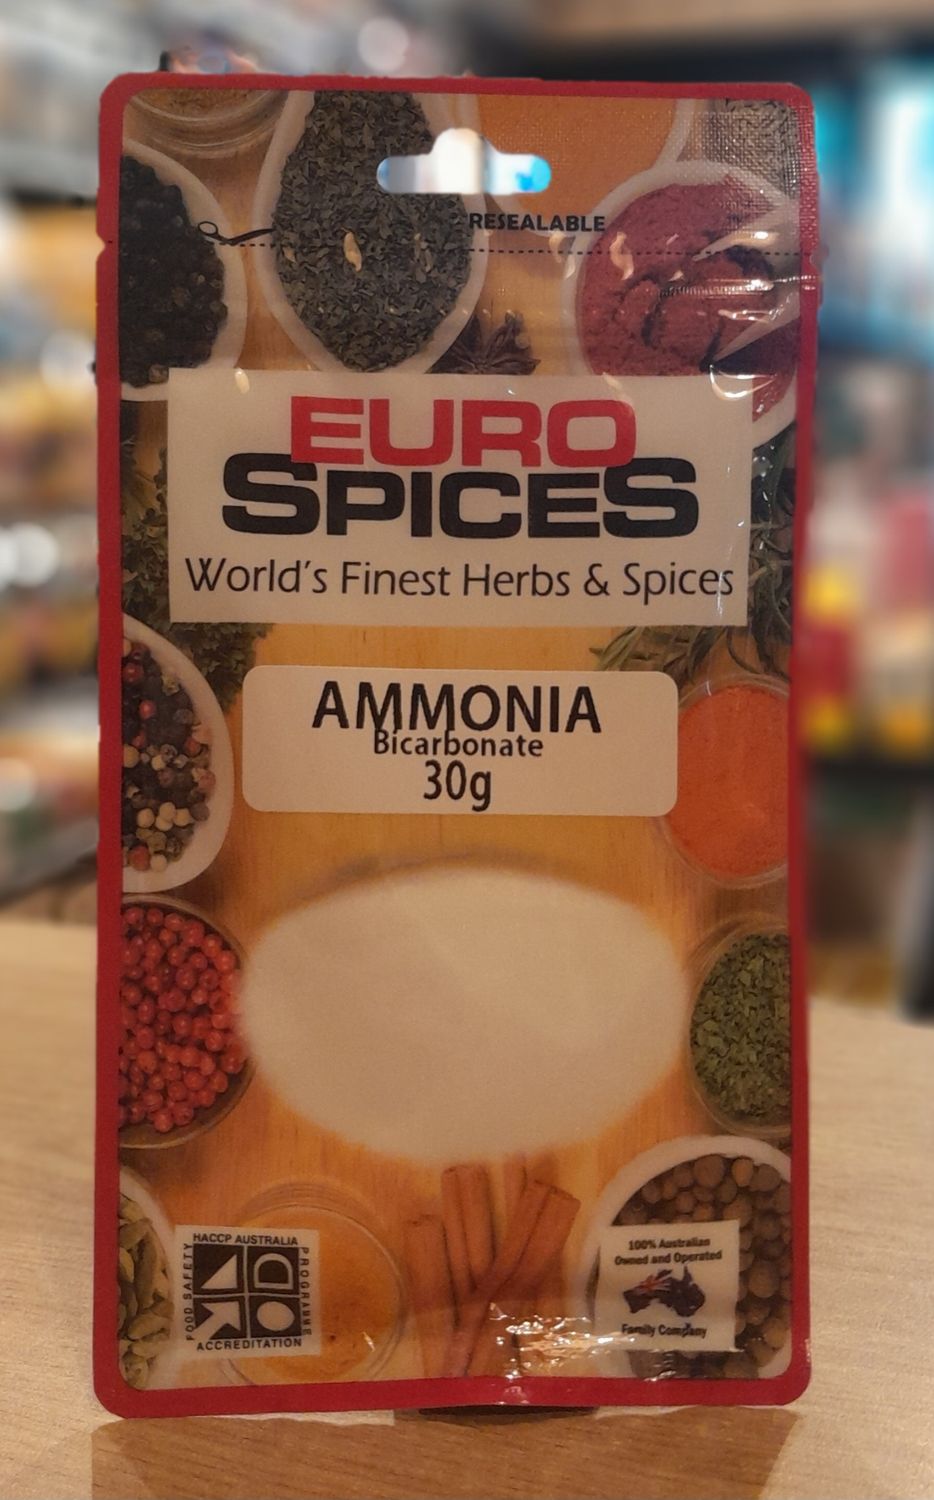 RESEALABLE
EURO
SPICES
World's Finest Herbs & Spices
AMMONIA
Bicarbonate
30g
HACCP AUSTRALIA
FOOD SAFETY
PROGRAMME
ACCREDITATION
100% Australian
Owned and Operated
Family Company